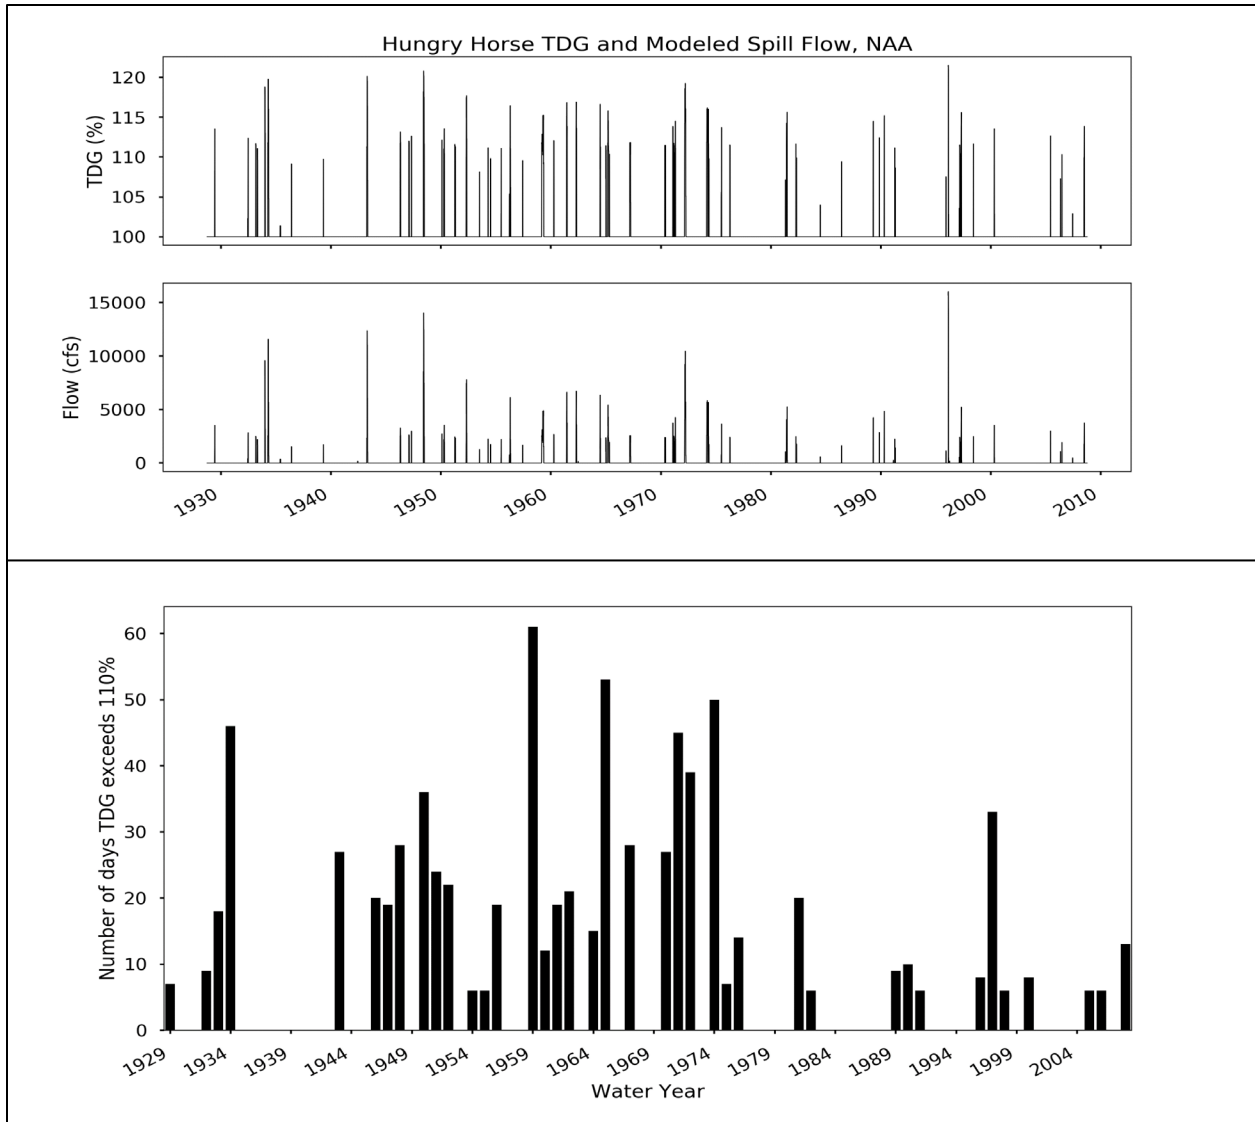 Hungry Horse TDG and Modeled Spill Flow, NAA
TDG (%)
120
115
110
105
100
Flow (cfs)
15000
10000
5000
0
1930 1940 1950 1960 1970 1980 1990 2000 2010
Number of days TDG exceeds 110%
60
50
40
30
20
10
0
1929 1934 1939 1944 1949 1954 1959 1964 1969 1974 1979 1984 1989 1994 1999 2004
Water Year